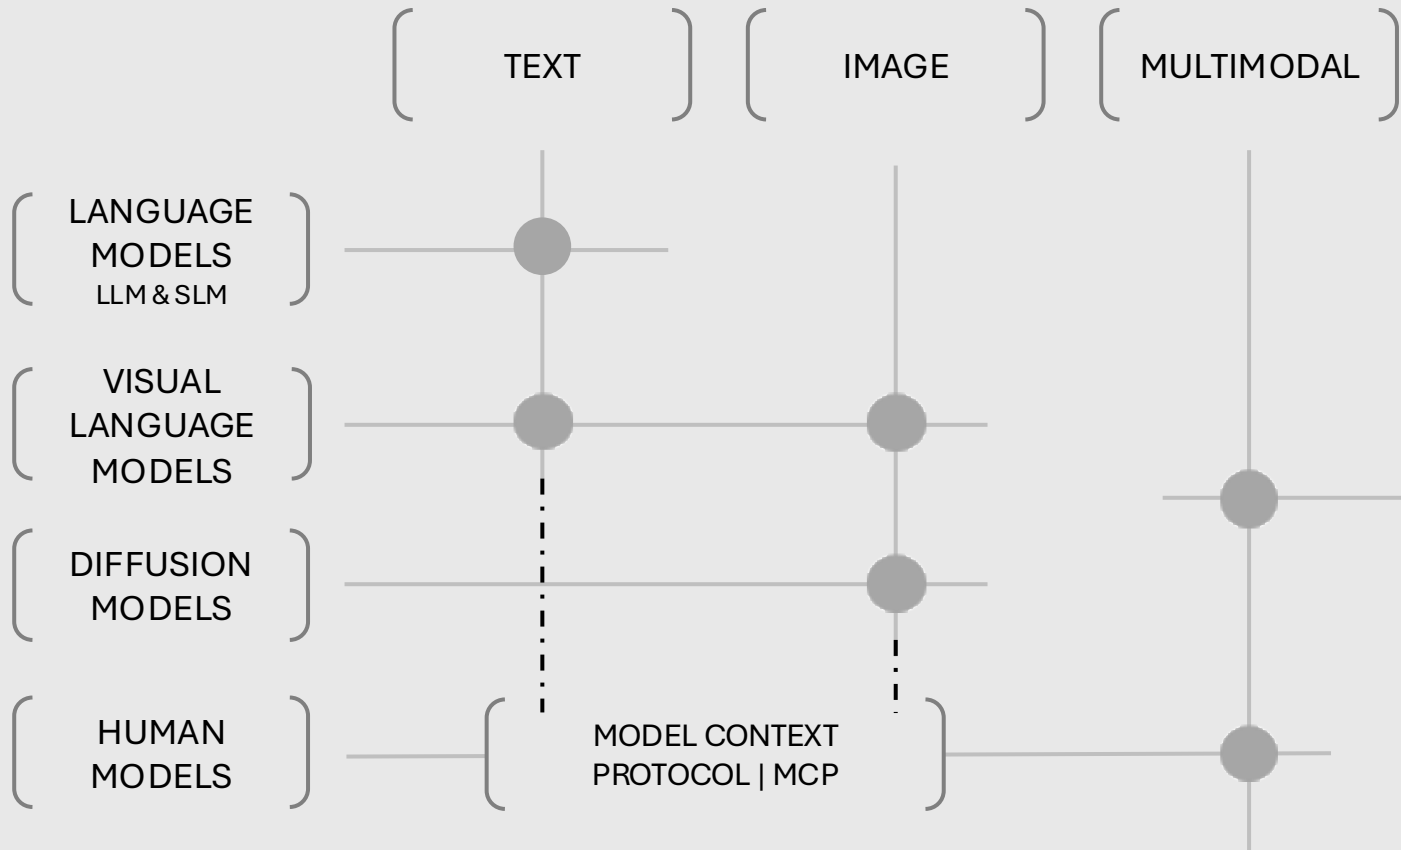 TEXT
IMAGE
MULTIMODAL
LANGUAGE
MODELS
LLM & SLM
VISUAL
LANGUAGE
MODELS
DIFFUSION
MODELS
HUMAN
MODELS
MODEL CONTEXT
PROTOCOL | MCP